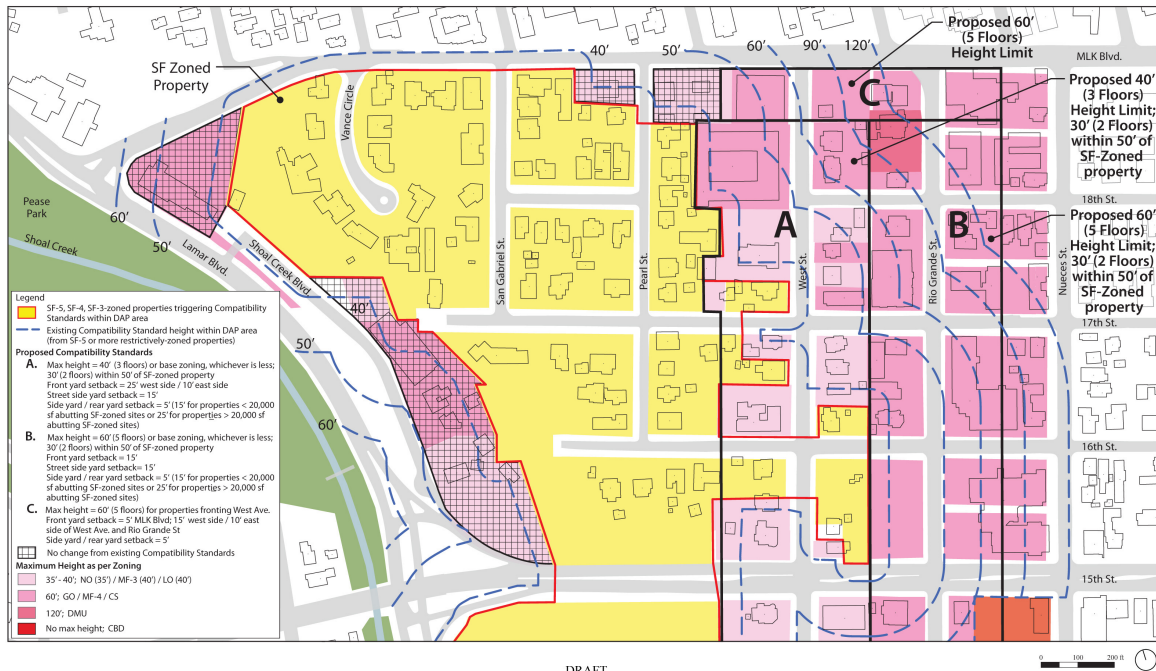 Proposed 60'
(5 Floors)
Height Limit
MLK Blvd.
40'
50'
60'
90'
120'
SF Zoned
Property
Vance Circle
C
Proposed 40'
(3 Floors)
Height Limit;
30' (2 Floors)
within 50' of
SF-Zoned
property
18th St.
Pease
Park
60'
50'
Shoal Creek
Lamar Blvd.
Shoal Creek Blvd.
San Gabriel St.
Pearl St.
A
West St.
Rio Grande St.
B
Nueces St.
Proposed 60'
(5 Floors)
Height Limit;
30' (2 Floors)
within 50' of
SF-Zoned
property
17th St.
40'
50'
60'
16th St.
15th St.
Legend
SF-5, SF-4, SF-3-zoned properties triggering Compatibility
Standards within DAP area
Existing Compatibility Standard height within DAP area
(from SF-5 or more restrictively-zoned properties)
Proposed Compatibility Standards
A. Max height = 40' (3 floors) or base zoning, whichever is less;
30' (2 floors) within 50' of SF-zoned property
Front yard setback = 25' west side / 10' east side
Street side yard setback = 15'
Side yard / rear yard setback = 5' (15' for properties < 20,000
sf abutting SF-zoned sites or 25' for properties > 20,000 sf
abutting SF-zoned sites)
B. Max height = 60' (5 floors) or base zoning, whichever is less;
30' (2 floors) within 50' of SF-zoned property
Front yard setback = 15'
Street side yard setback= 15'
Side yard / rear yard setback = 5' (15' for properties < 20,000
sf abutting SF-zoned sites or 25' for properties > 20,000 sf
abutting SF-zoned sites)
C. Max height = 60' (5 floors) for properties fronting West Ave.
Front yard setback = 5' MLK Blvd; 15' west side / 10' east
side of West Ave. and Rio Grande St
Side yard / rear yard setback = 5'
No change from existing Compatibility Standards
Maximum Height as per Zoning
35'- 40'; NO (35') / MF-3 (40') / LO (40')
60'; GO / MF-4 / CS
120'; DMU
No max height; CBD
DRAFT
0 100 200 ft